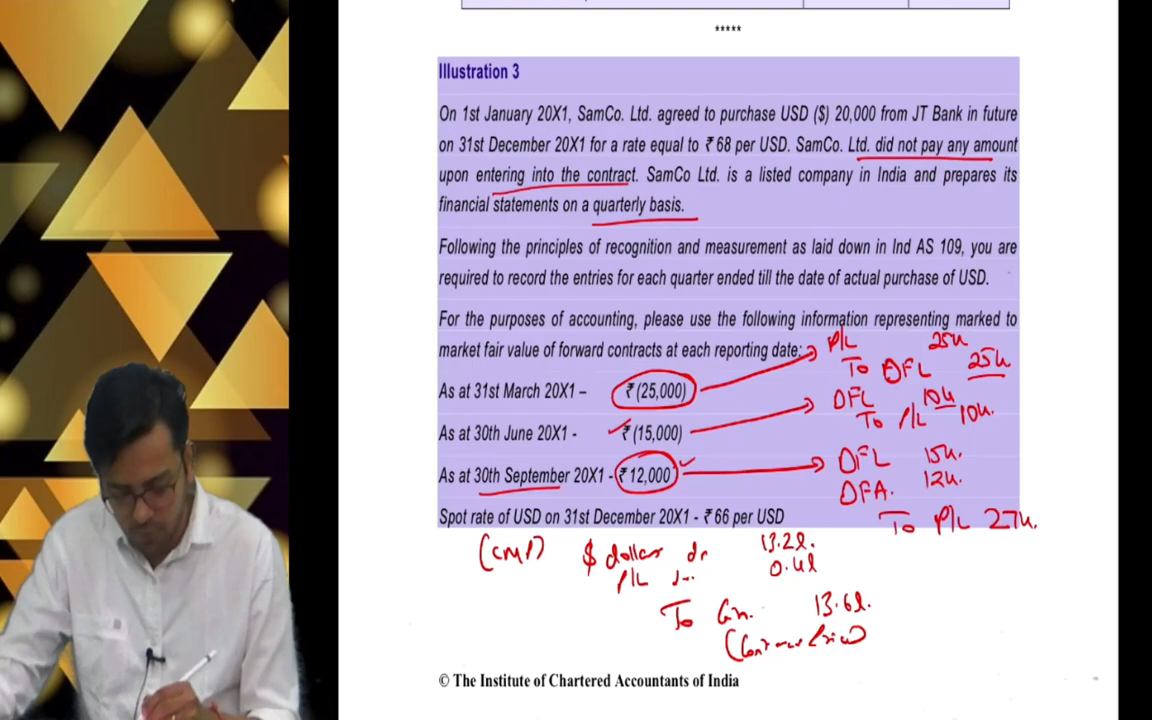 *****
Illustration 3
On 1st January 20X1, SamCo. Ltd. agreed to purchase USD ($) 20,000 from JT Bank in future
on 31st December 20X1 for a rate equal to ₹ 68 per USD. SamCo. Ltd. did not pay any amount
upon entering into the contract. SamCo Ltd. is a listed company in India and prepares its
financial statements on a quarterly basis.
Following the principles of recognition and measurement as laid down in Ind AS 109, you are
required to record the entries for each quarter ended till the date of actual purchase of USD.
For the purposes of accounting, please use the following information representing marked to
market fair value of forward contracts at each reporting date:
P/L 25k
To DFL 25k
As at 31st March 20X1 – ₹ (25,000)
DFL 10k
To P/L 10k.
As at 30th June 20X1 - ₹ (15,000)
DFL 15k.
As at 30th September 20X1 - ₹ 12,000
DFA. 12k.
To P/L 27k.
Spot rate of USD on 31st December 20X1 - ₹ 66 per USD
(CMP) $ dollar dr 13.2l.
P/L dr. 0.4l
To 13.6l.
© The Institute of Chartered Accountants of India